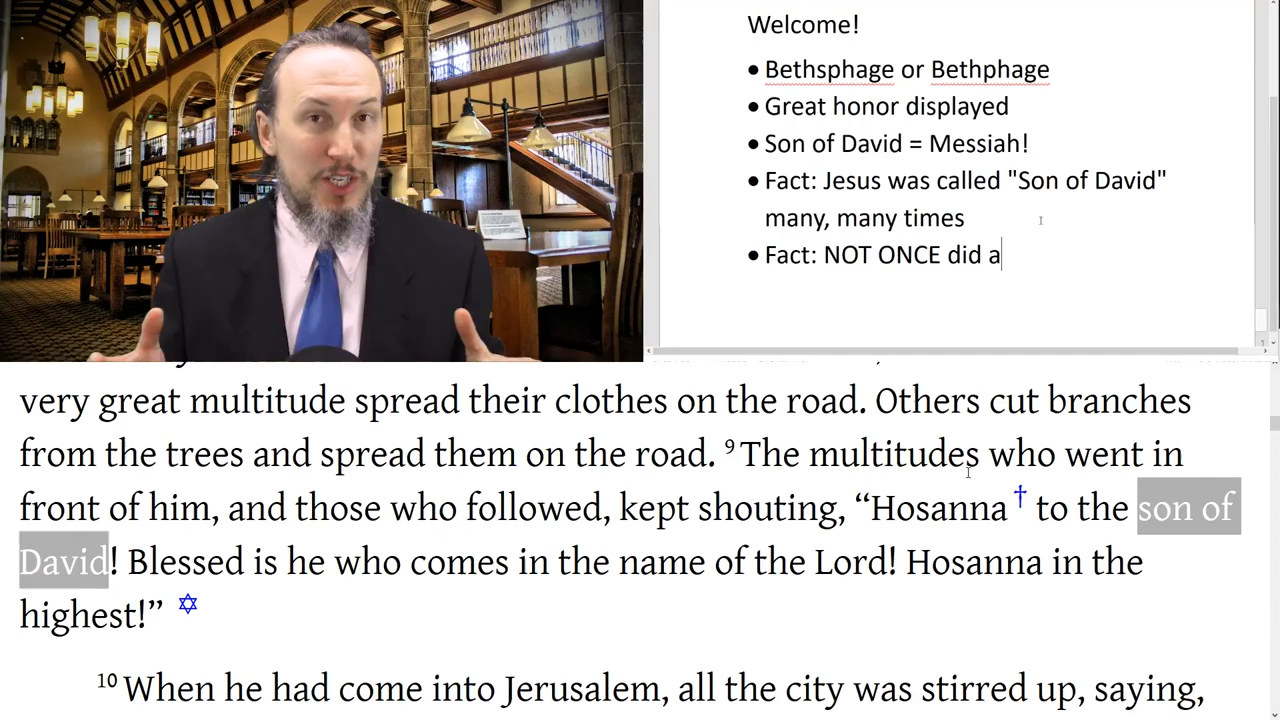 Welcome!
• Bethsphage or Bethphage
• Great honor displayed
• Son of David = Messiah!
• Fact: Jesus was called "Son of David"
many, many times
• Fact: NOT ONCE did a
very great multitude spread their clothes on the road. Others cut branches
from the trees and spread them on the road. ⁹ The multitudes who went in
front of him, and those who followed, kept shouting, “Hosanna † to the son of
David! Blessed is he who comes in the name of the Lord! Hosanna in the
highest!” ✡
¹⁰ When he had come into Jerusalem, all the city was stirred up, saying,